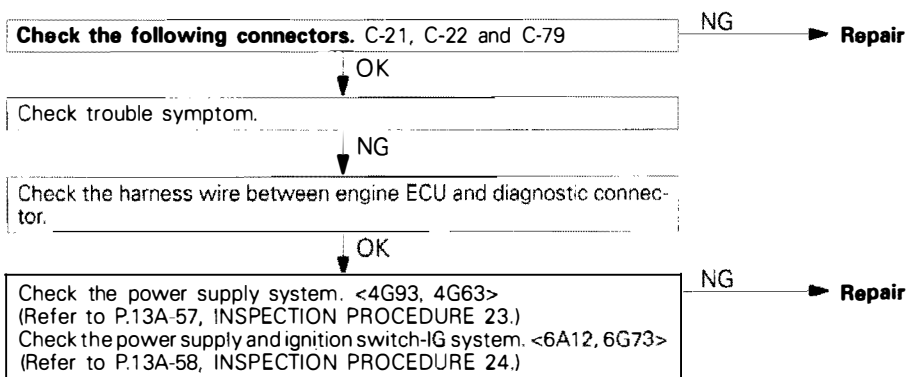 Check the following connectors. C-21, C-22 and C-79
NG
Repair
OK
Check trouble symptom.
NG
Check the harness wire between engine ECU and diagnostic connec-
tor.
OK
Check the power supply system. <4G93, 4G63>
(Refer to P.13A-57, INSPECTION PROCEDURE 23.)
Check the power supply and ignition switch-IG system. <6A12, 6G73>
(Refer to P.13A-58, INSPECTION PROCEDURE 24.)
NG
Repair